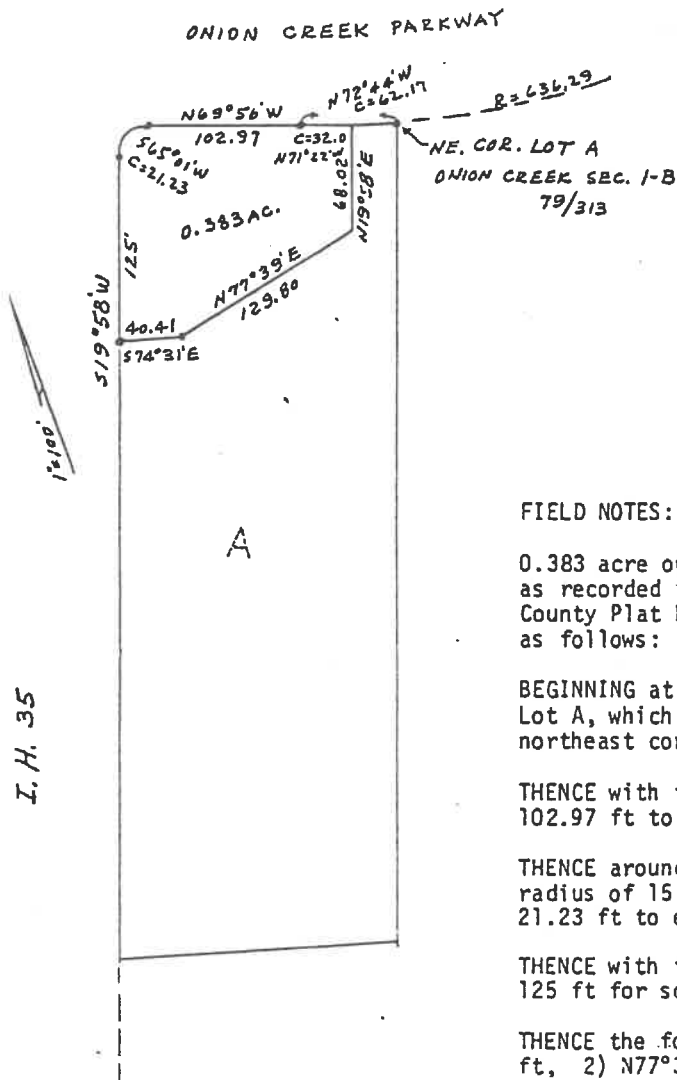 ONION CREEK PARKWAY
N72°44'W
C=62.17
R=636.29
N69°56'W
102.97
C=32.0
N71°22'W
S65°01'W
C=21.23
NE. COR. LOT A
ONION CREEK SEC. 1-B
79/313
68.02
N19°58'E
0.383 AC.
125'
S19°58'W
N77°39'E
129.80
40.41
S74°31'E
1"=100'
A
I.H. 35
FIELD NOTES:
0.383 acre
as recorded
County Plat
as follows:
BEGINNING at
Lot A, which
northeast
THENCE with
102.97 ft to
THENCE
radius of 15
21.23 ft to
THENCE with
125 ft for
THENCE the
ft, 2)